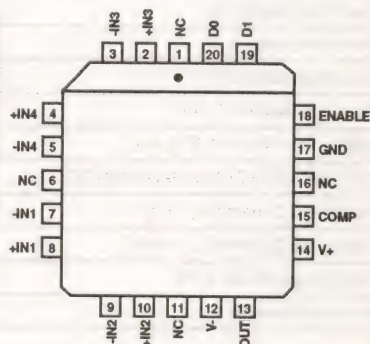 -IN3 +IN3 NC D0 D1
3 2 1 20 19
+IN4 4
-IN4 5
NC 6
-IN1 7
+IN1 8
18 ENABLE
17 GND
16 NC
15 COMP
14 V+
9 10 11 12 13
-IN2 +IN2 NC V- OUT